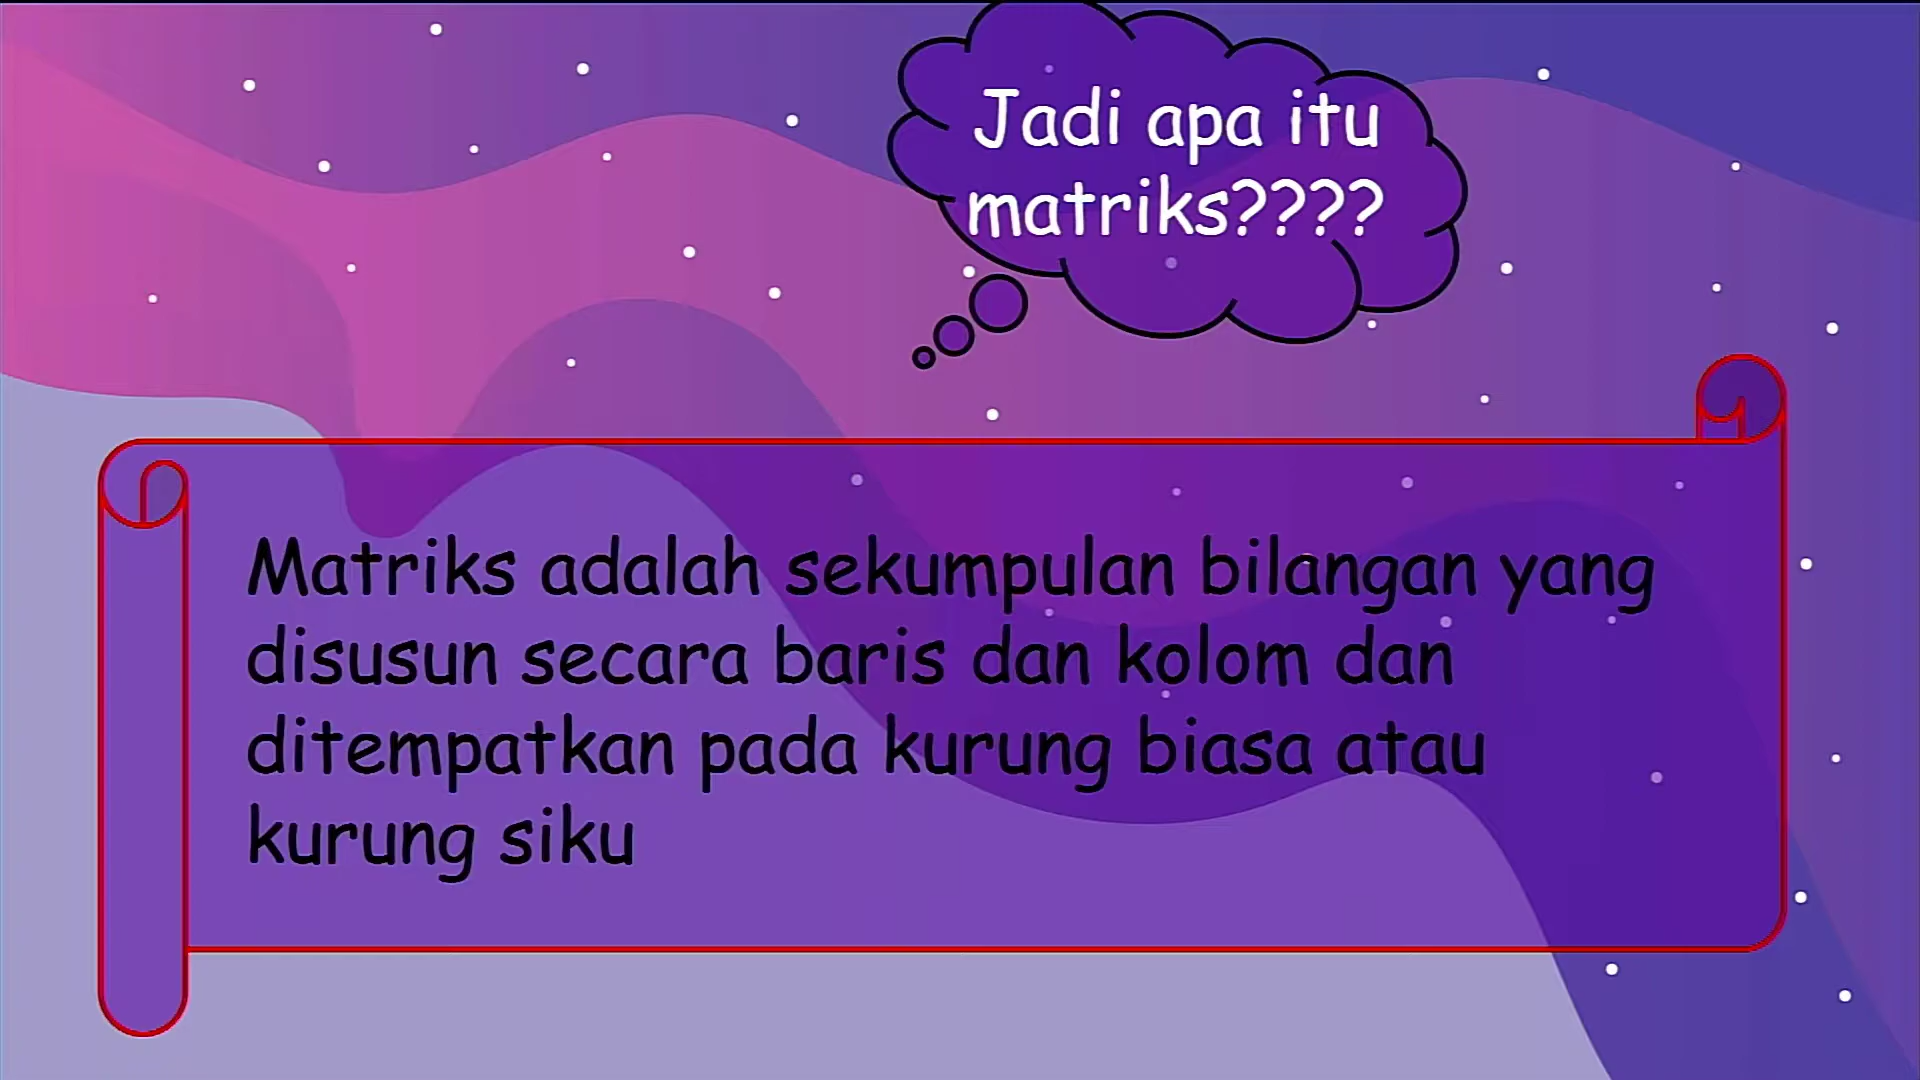 Jadi apa itu
matriks????
Matriks adalah sekumpulan bilangan yang
disusun secara baris dan kolom dan
ditempatkan pada kurung biasa atau
kurung siku